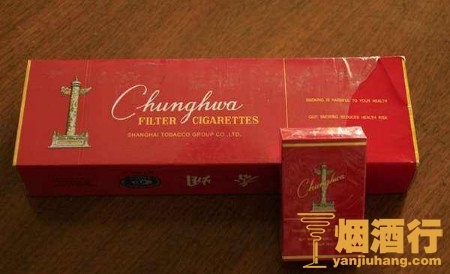 Chunghwa
FILTER CIGARETTES
SHANGHAI TOBACCO GROUP CO., LTD.
SMOKING IS HARMFUL TO YOUR HEALTH
QUIT SMOKING REDUCES HEALTH RISK
Chunghwa
烟酒行
yanjiuhang.com